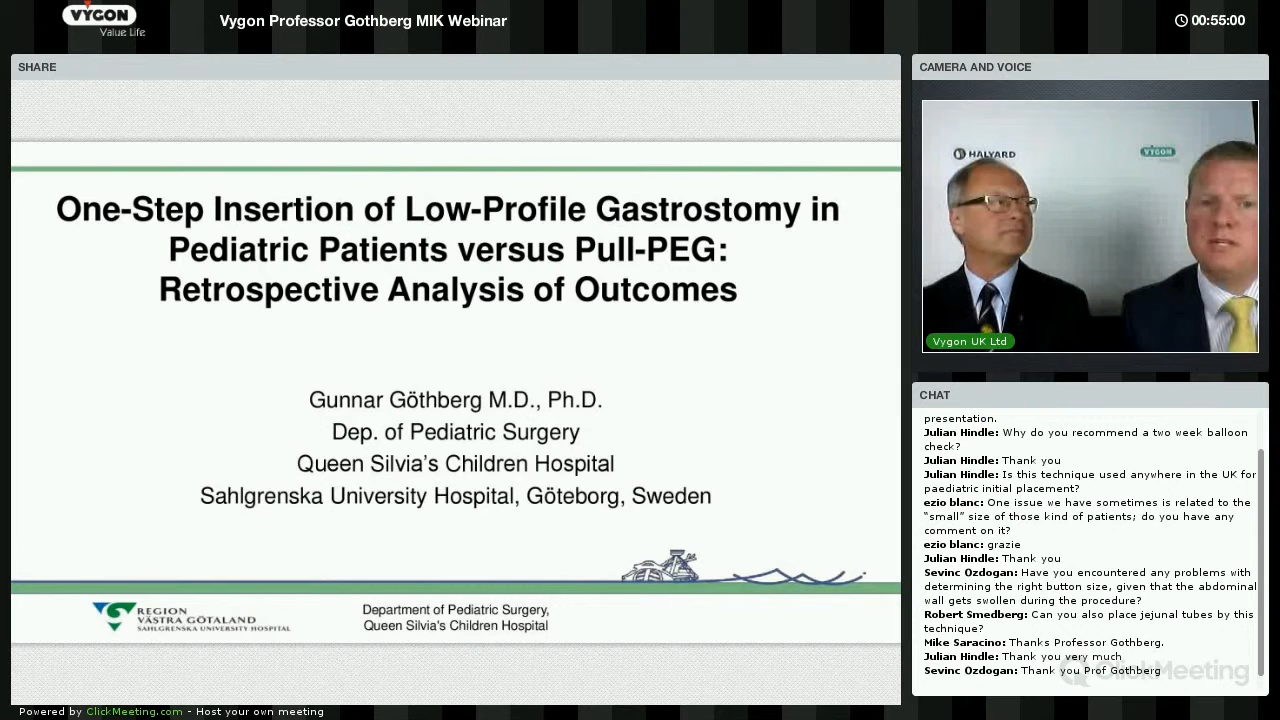 VYGON
Value Life
Vygon Professor Gothberg MIK Webinar
00:55:00
SHARE
One-Step Insertion of Low-Profile Gastrostomy in
Pediatric Patients versus Pull-PEG:
Retrospective Analysis of Outcomes
Gunnar Göthberg M.D., Ph.D.
Dep. of Pediatric Surgery
Queen Silvia's Children Hospital
Sahlgrenska University Hospital, Göteborg, Sweden
REGION
VÄSTRA GÖTALAND
SAHLGRENSKA UNIVERSITY HOSPITAL
Department of Pediatric Surgery,
Queen Silvia's Children Hospital
CAMERA AND VOICE
HALYARD
VYGON
Vygon UK Ltd
CHAT
presentation.
Julian Hindle: Why do you recommend a two week balloon
check?
Julian Hindle: Thank you
Julian Hindle: Is this technique used anywhere in the UK for
paediatric initial placement?
ezio blanc: One issue we have sometimes is related to the
"small" size of those kind of patients; do you have any
comment on it?
ezio blanc: grazie
Julian Hindle: Thank you
Sevinc Ozdogan: Have you encountered any problems with
determining the right button size, given that the abdominal
wall gets swollen during the procedure?
Robert Smedberg: Can you also place jejunal tubes by this
technique?
Mike Saracino: Thanks Professor Gothberg.
Julian Hindle: Thank you very much
Sevinc Ozdogan: Thank you Prof Gothberg
ClickMeeting
Powered by ClickMeeting.com - Host your own meeting